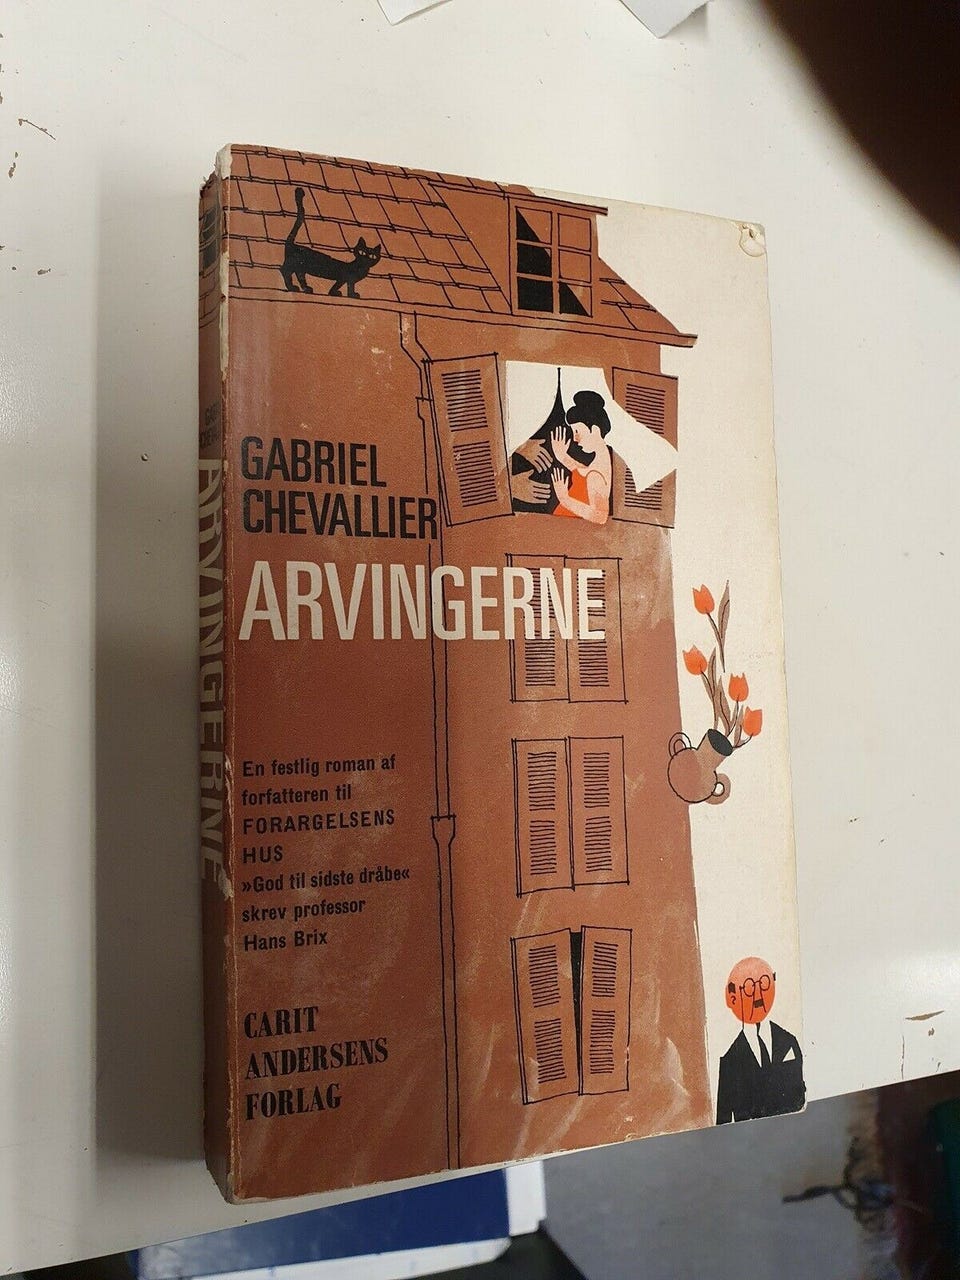 GABRIEL
CHEVALLIER
ARVINGERNE
En festlig roman af
forfatteren til
FORARGELSENS
HUS
»God til sidste dråbe«
skrev professor
Hans Brix
CARIT
ANDERSENS
FORLAG
ARVINGERNE